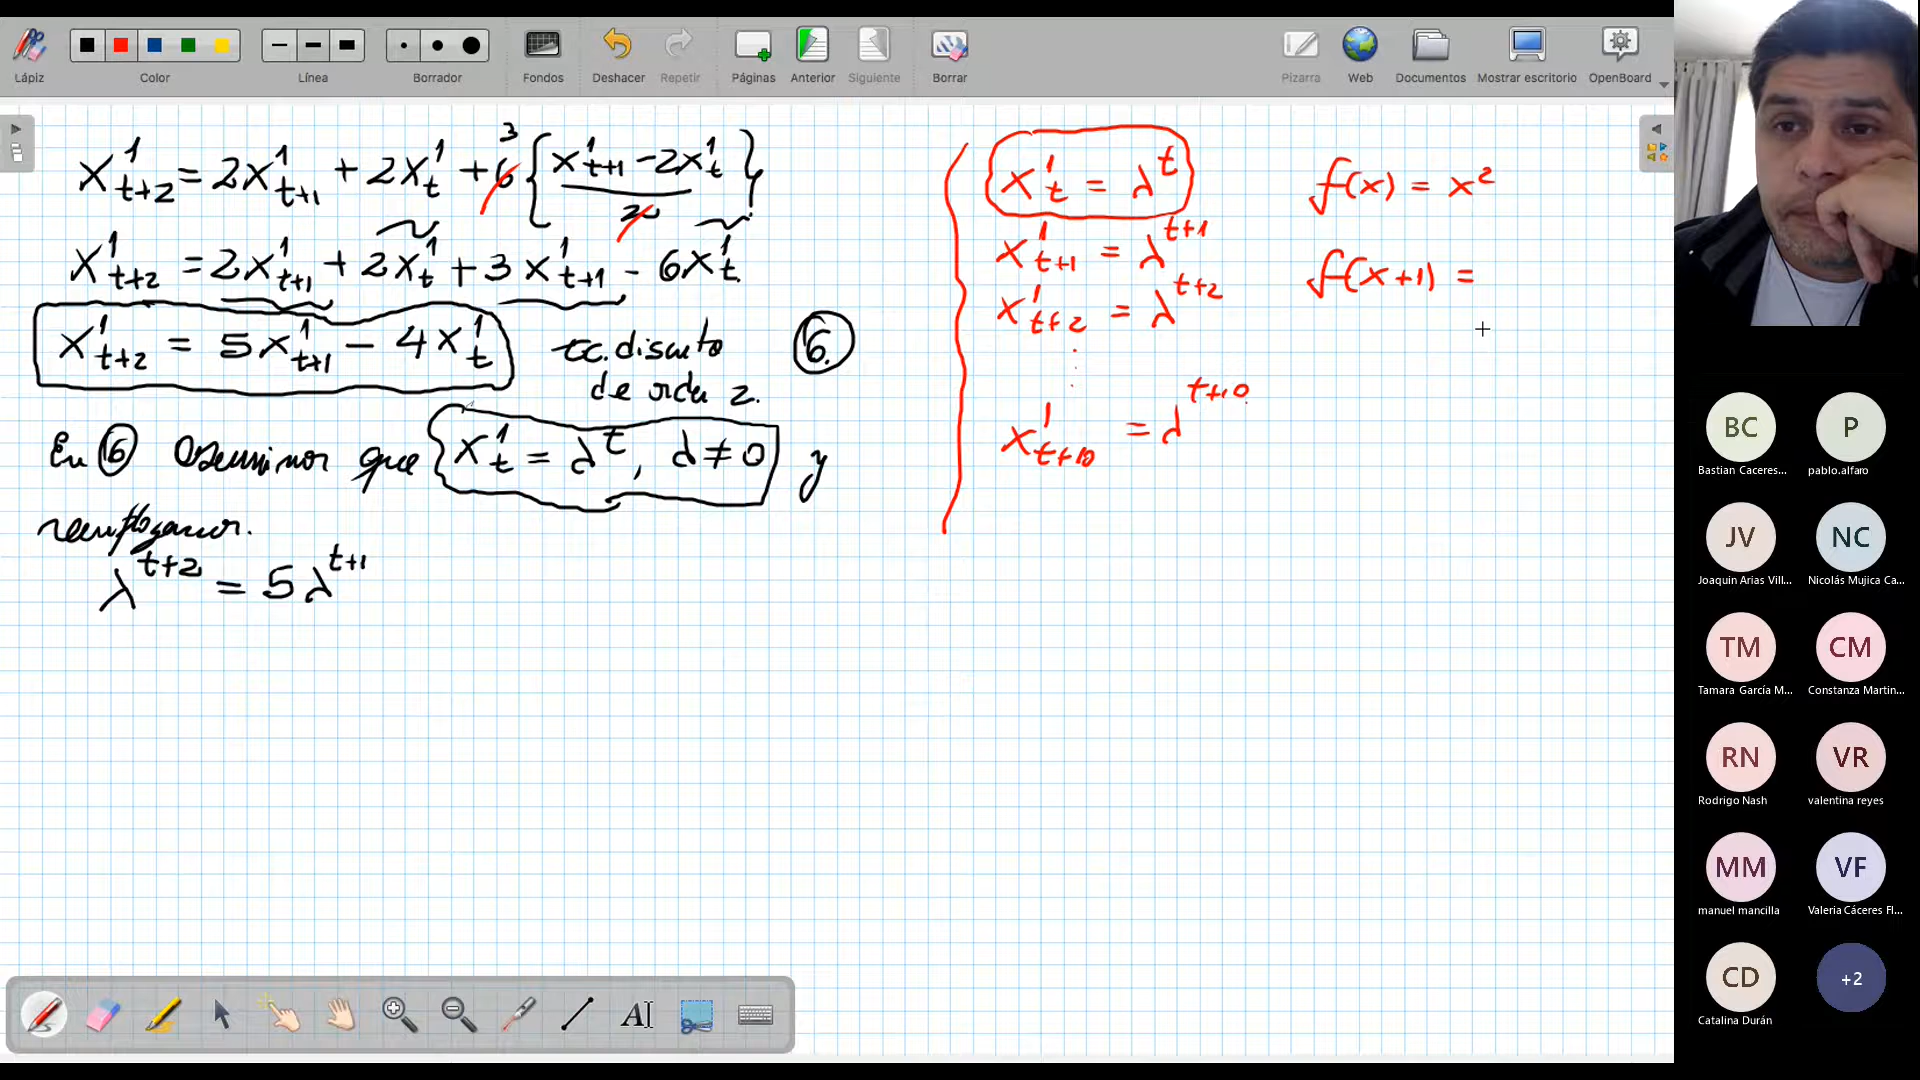 Lápiz
Color
Línea
Borrador
Fondos
Deshacer
Repetir
Páginas
Anterior
Siguiente
Borrar
Pizarra
Web
Documentos
Mostrar escritorio
OpenBoard
x¹ₜ₊₂ = 2x¹ₜ₊₁ + 2x¹ₜ + 6 3 { (x¹ₜ₊₁ - 2x¹ₜ) / 2 }
x¹ₜ₊₂ = 2x¹ₜ₊₁ + 2x¹ₜ + 3x¹ₜ₊₁ - 6x¹ₜ
x¹ₜ₊₂ = 5x¹ₜ₊₁ - 4x¹ₜ ec. discreta 6.
de orden 2.
En 6 asumimos que x¹ₜ = λᵗ, λ ≠ 0 y
reemplazamos.
λᵗ⁺² = 5λᵗ⁺¹
x¹ₜ = λᵗ
x¹ₜ₊₁ = λᵗ⁺¹
x¹ₜ₊₂ = λᵗ⁺²
⋮
x¹ₜ₊₁₀ = λᵗ⁺¹⁰
f(x) = x²
f(x+1) =
AI
BC
Bastian Caceres...
P
pablo.alfaro
JV
Joaquin Arias Vill...
NC
Nicolás Mujica Ca...
TM
Tamara García M...
CM
Constanza Martin...
RN
Rodrigo Nash
VR
valentina reyes
MM
manuel mancilla
VF
Valeria Cáceres Fl...
CD
Catalina Durán
+2